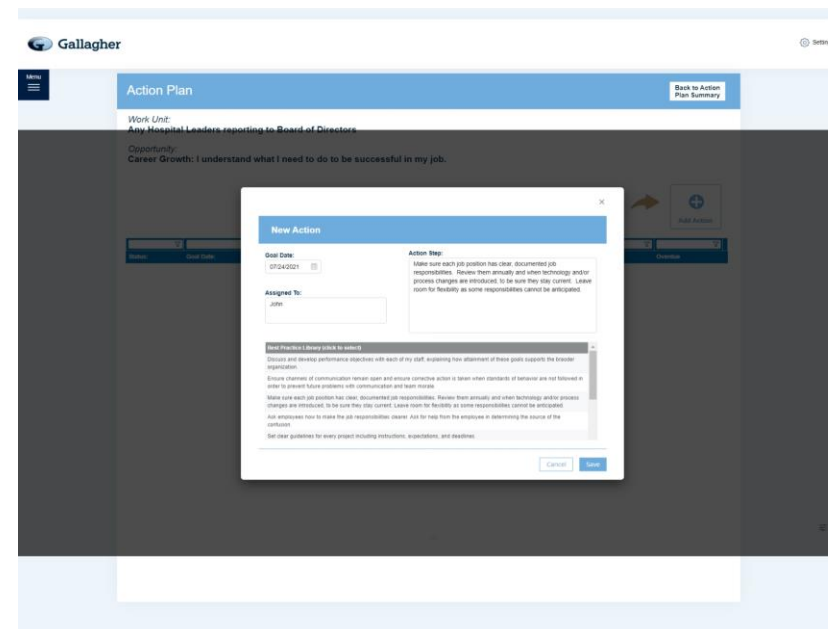 Gallagher
Menu
Action Plan
Back to Action
Plan Summary
Work Unit:
Any Hospital Leaders reporting to Board of Directors
Opportunity:
Career Growth: I understand what I need to do to be successful in my job.
Add Action
Status
Goal Date
Overdue
×
New Action
Goal Date:
07/24/2021
Assigned To:
John
Action Step:
Make sure each job position has clear, documented job
responsibilities. Review them annually and when technology and/or
process changes are introduced, to be sure they stay current. Leave
room for flexibility as some responsibilities cannot be anticipated.
Best Practice Library (click to select)
Discuss and develop performance objectives with each of my staff, explaining how attainment of these goals supports the broader
organization
Ensure channels of communication remain open and ensure corrective action is taken when standards of behavior are not followed in
order to prevent future problems with communication and team morale
Make sure each job position has clear, documented job responsibilities. Review them annually and when technology and/or process
changes are introduced, to be sure they stay current. Leave room for flexibility as some responsibilities cannot be anticipated.
Ask employees how to make the job responsibilities clearer. Ask for help from the employee in determining the source of the
confusion
Set clear guidelines for every project including instructions, expectations, and deadlines
Cancel
Save